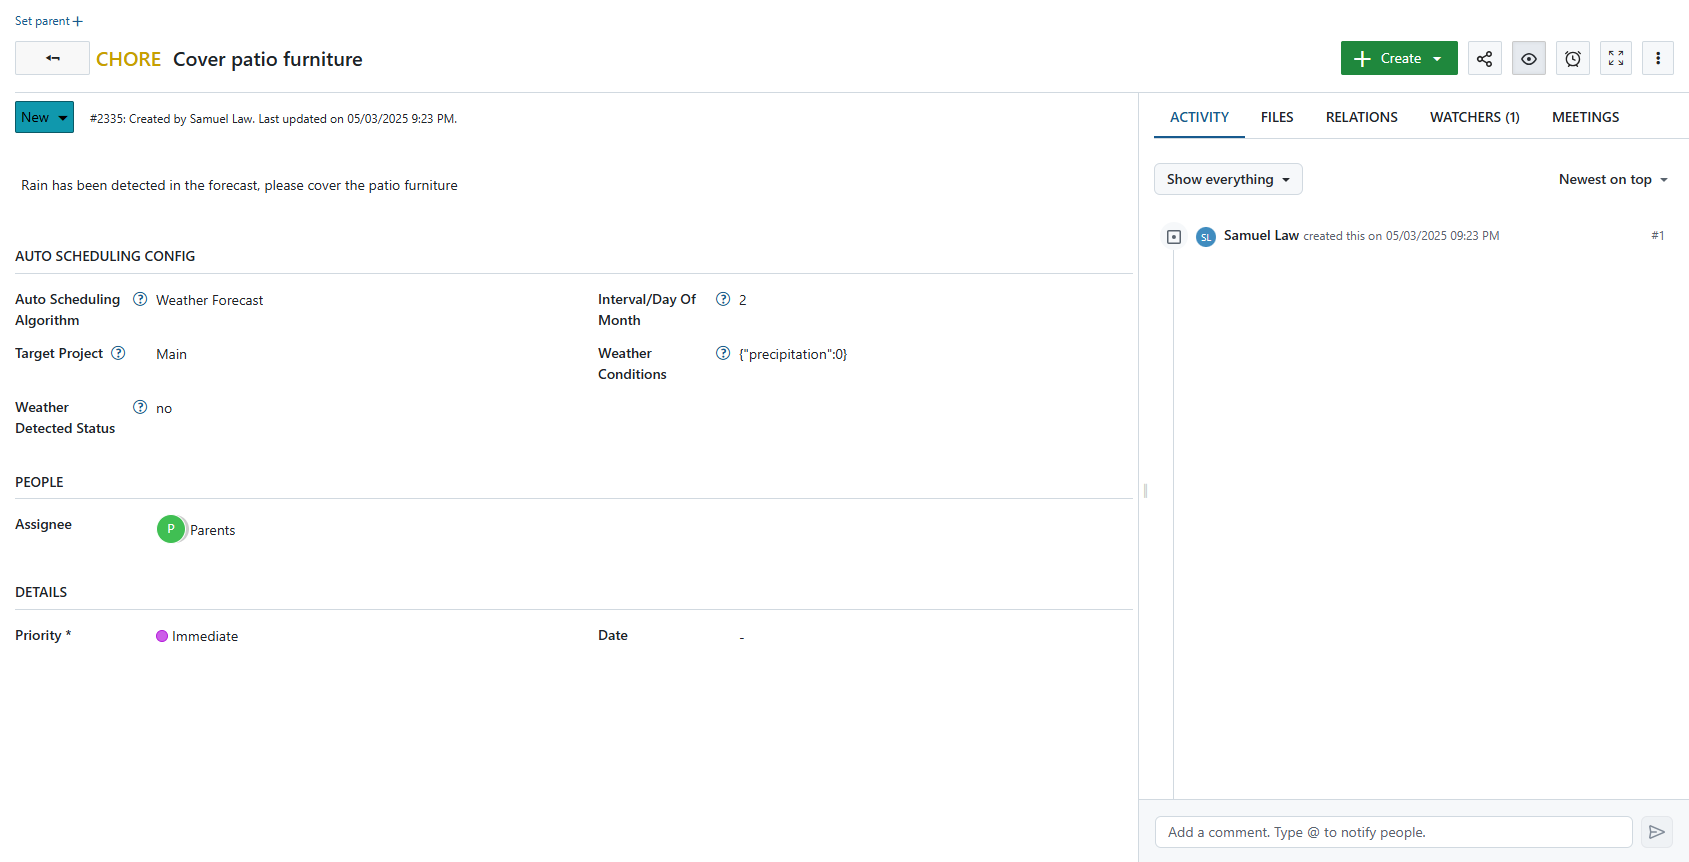 Set parent +
CHORE Cover patio furniture
Create
New
#2335: Created by Samuel Law. Last updated on 05/03/2025 9:23 PM.
Rain has been detected in the forecast, please cover the patio furniture
AUTO SCHEDULING CONFIG
Auto Scheduling Algorithm ? Weather Forecast
Interval/Day Of Month ? 2
Target Project ? Main
Weather Conditions ? {"precipitation":0}
Weather Detected Status ? no
PEOPLE
Assignee P Parents
DETAILS
Priority * Immediate
Date -
ACTIVITY FILES RELATIONS WATCHERS (1) MEETINGS
Show everything
Newest on top
SL Samuel Law created this on 05/03/2025 09:23 PM #1
Add a comment. Type @ to notify people.